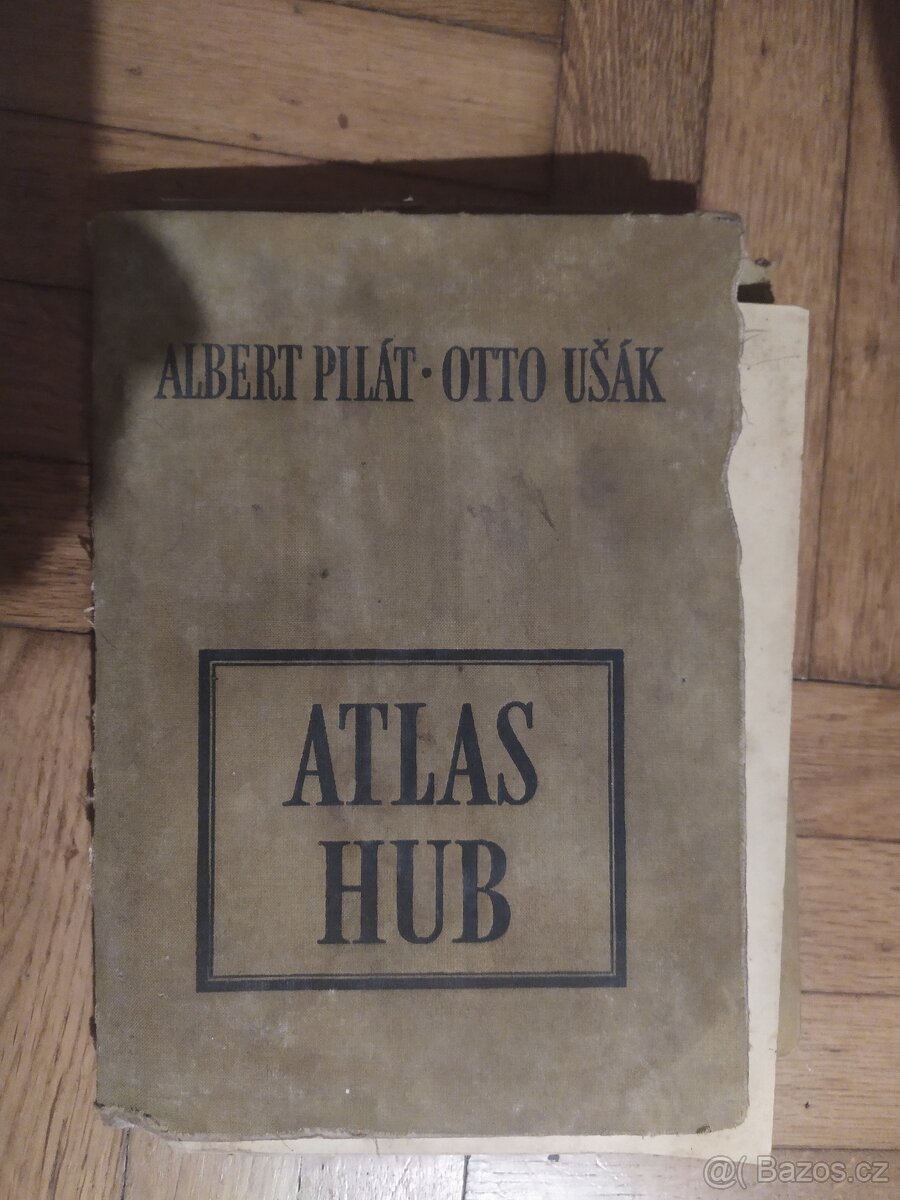 ALBERT PILÁT • OTTO UŠÁK
ATLAS
HUB
@( Bazos.cz